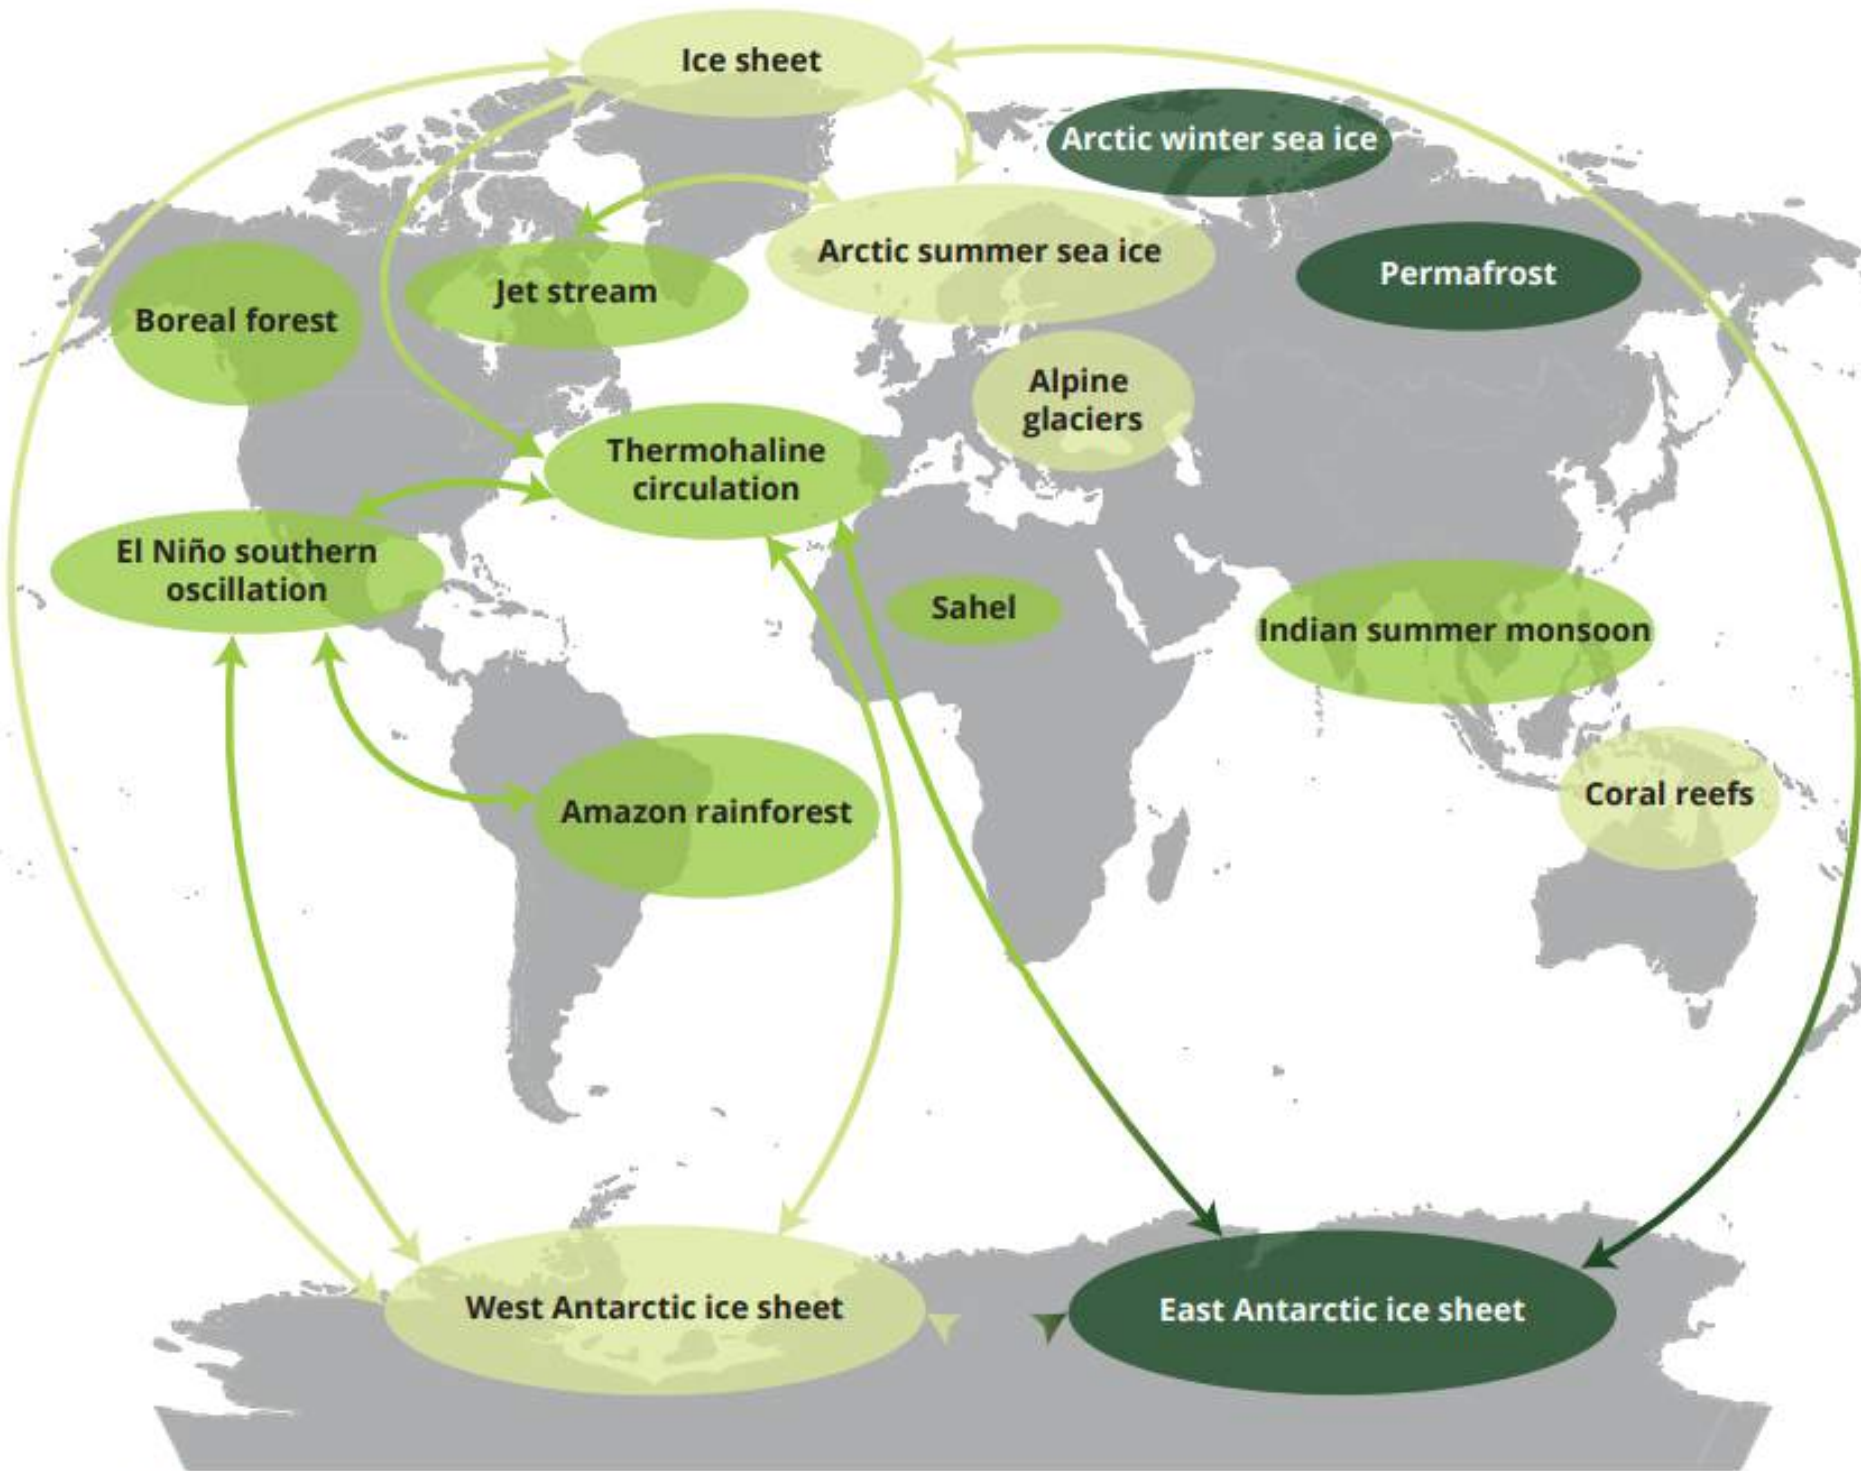 Ice sheet
Arctic winter sea ice
Arctic summer sea ice
Permafrost
Jet stream
Boreal forest
Alpine
glaciers
Thermohaline
circulation
El Niño southern
oscillation
Sahel
Indian summer monsoon
Coral reefs
Amazon rainforest
West Antarctic ice sheet
East Antarctic ice sheet